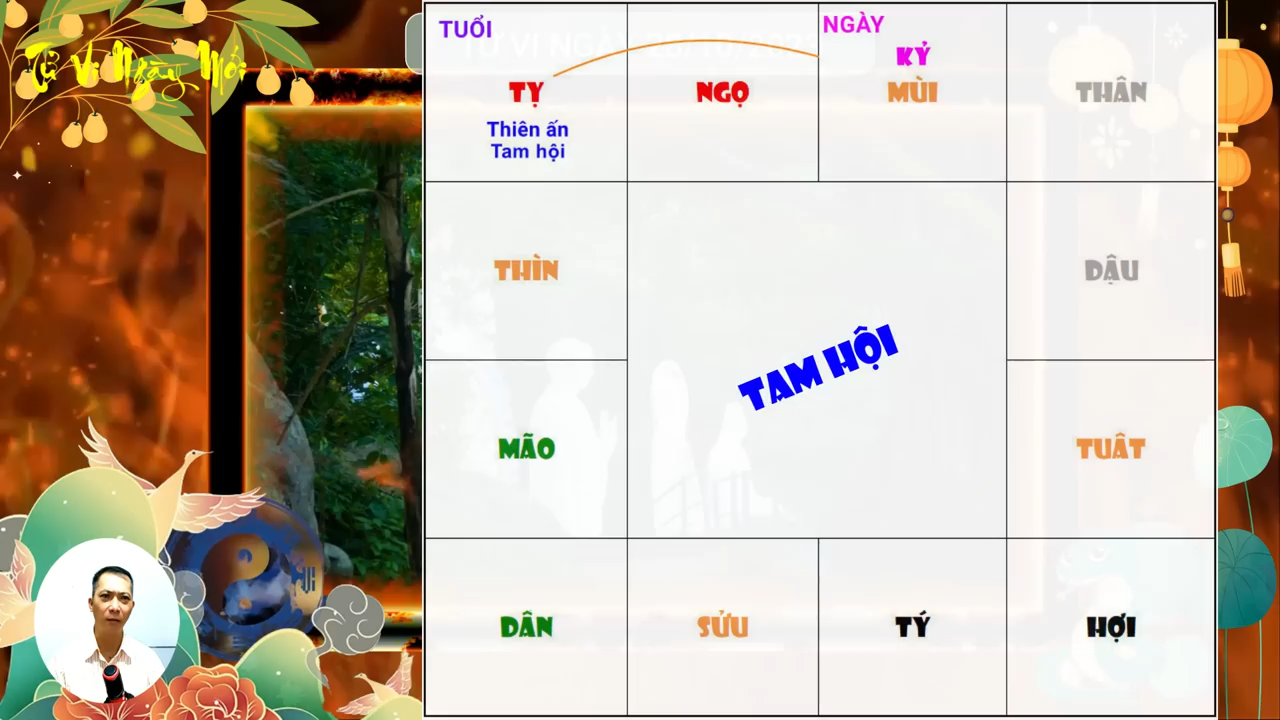 Tử Vi Ngày Mới
TUỔI
NGÀY
KỶ
TỴ
NGỌ
MÙI
THÂN
Thiên ấn
Tam hội
THÌN
DẬU
TAM HỘI
MÃO
TUẤT
DẦN
SỬU
TÝ
HỢI